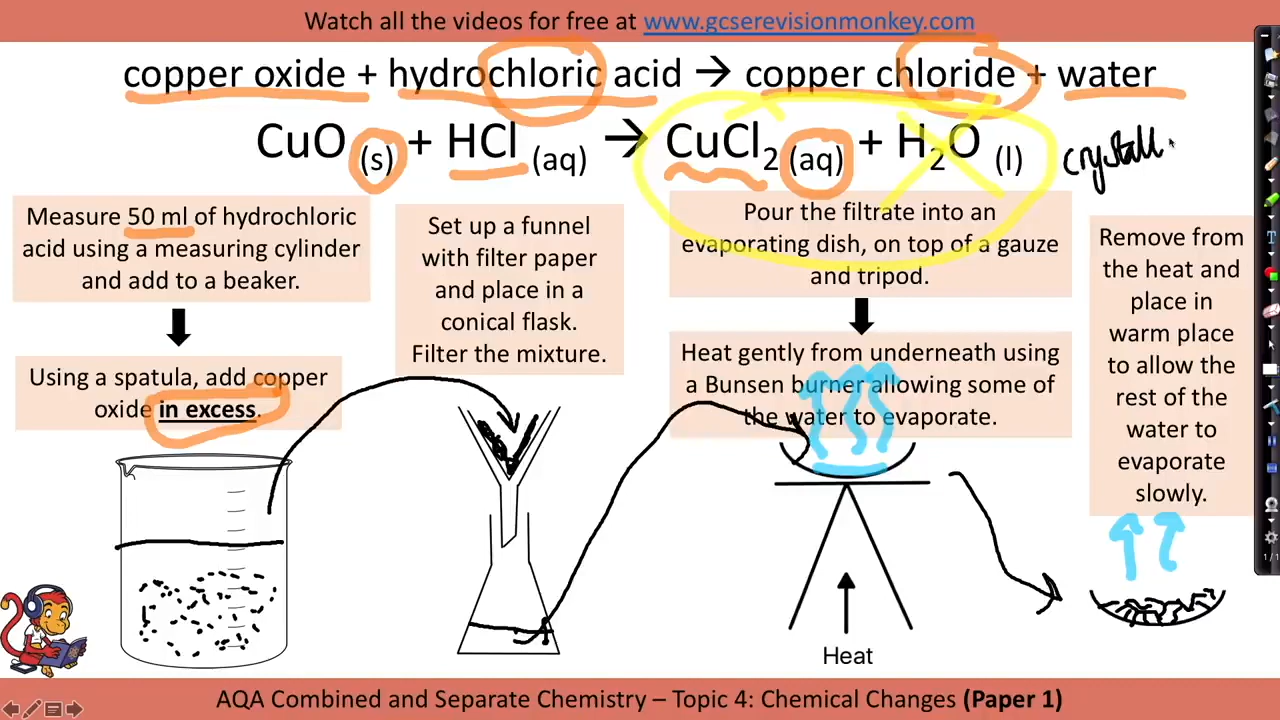 Watch all the videos for free at www.gcserevisionmonkey.com
copper oxide + hydrochloric acid → copper chloride + water
CuO (s) + HCl (aq) → CuCl2 (aq) + H2O (l)
crystall
Measure 50 ml of hydrochloric
acid using a measuring cylinder
and add to a beaker.
Using a spatula, add copper
oxide in excess.
Set up a funnel
with filter paper
and place in a
conical flask.
Filter the mixture.
Pour the filtrate into an
evaporating dish, on top of a gauze
and tripod.
Heat gently from underneath using
a Bunsen burner allowing some of
the water to evaporate.
Remove from
the heat and
place in
warm place
to allow the
rest of the
water to
evaporate
slowly.
Heat
AQA Combined and Separate Chemistry – Topic 4: Chemical Changes (Paper 1)
1/1